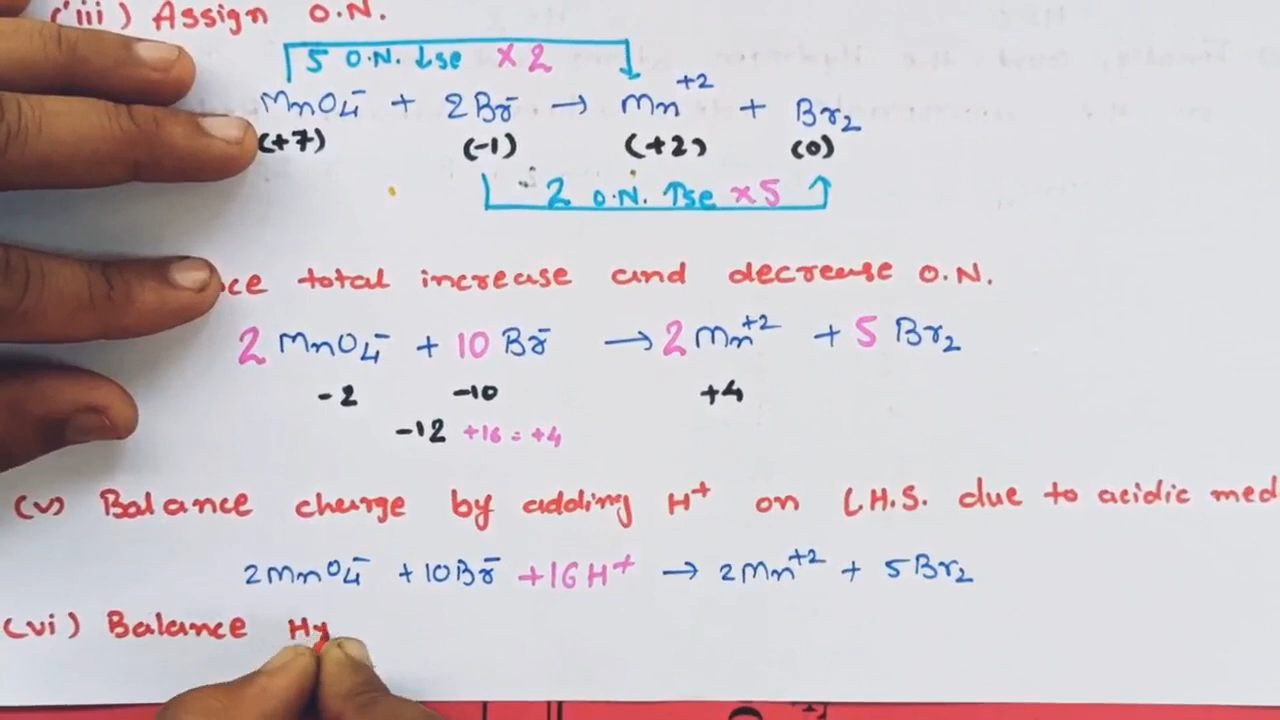 (iii) Assign O.N.
5 O.N. ↓se ×2
MnO4⁻ + 2Br⁻ → Mn⁺² + Br2
(+7) (-1) (+2) (0)
2 O.N. ↑se ×5
ce total increase and decrease O.N.
2 MnO4⁻ + 10 Br⁻ → 2 Mn⁺² + 5 Br2
-2 -10 +4
-12 +16 = +4
(v) Balance charge by adding H⁺ on L.H.S. due to acidic med
2MnO4⁻ + 10Br⁻ + 16H⁺ → 2Mn⁺² + 5Br2
(vi) Balance Hy